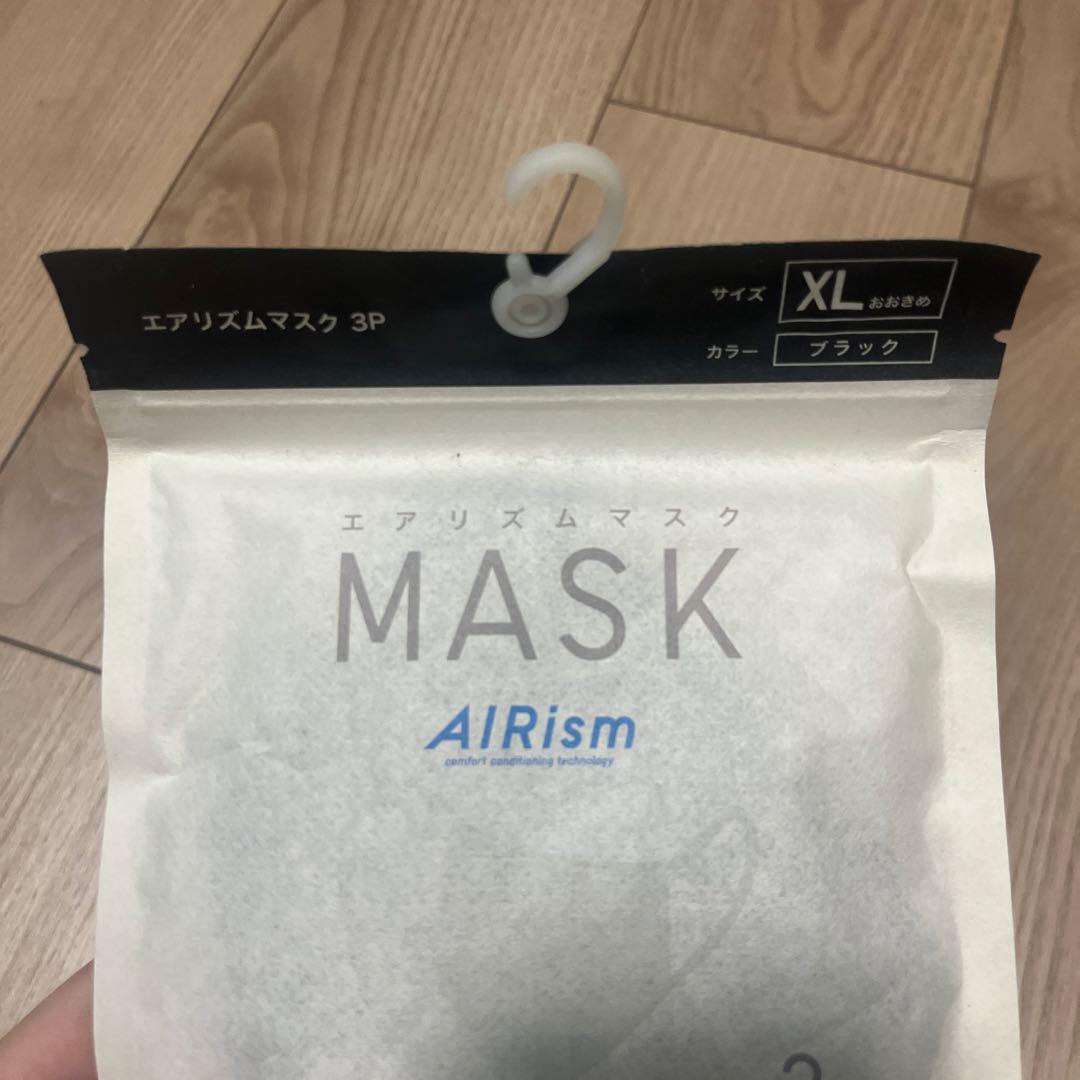 エアリズムマスク 3P
サイズ XL おおきめ
カラー ブラック
エアリズムマスク
MASK
AIRism
comfort conditioning technology